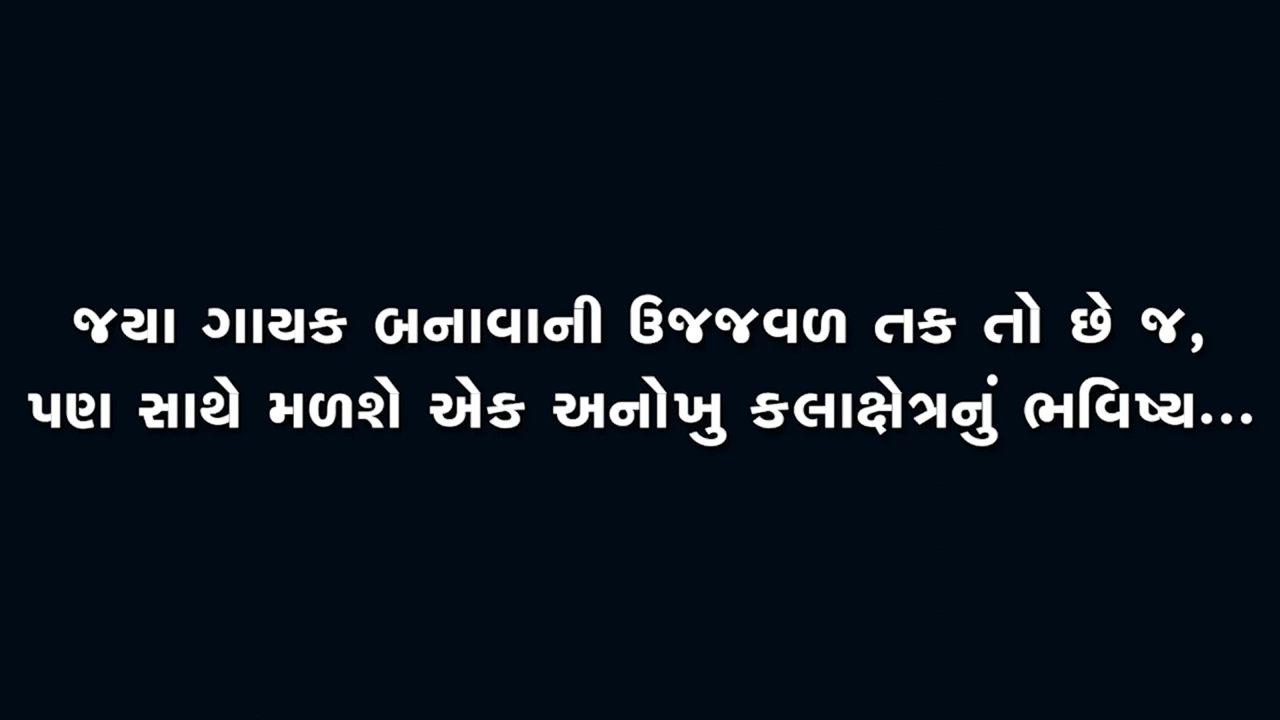 જયા ગાયક બનાવાની ઉજજવળ તક તો છે જ,
પણ સાથે મળશે એક અનોખુ કલાક્ષેત્રનું ભવિષ્ય...